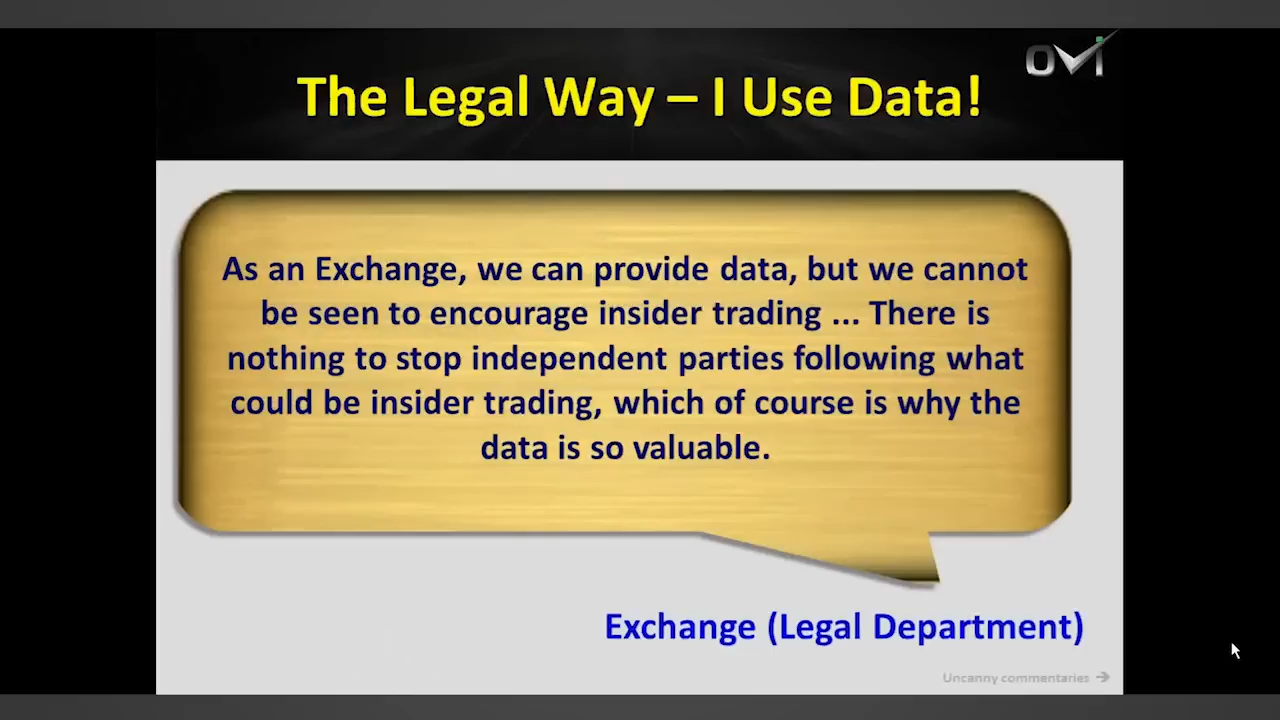 OVI
The Legal Way – I Use Data!
As an Exchange, we can provide data, but we cannot
be seen to encourage insider trading ... There is
nothing to stop independent parties following what
could be insider trading, which of course is why the
data is so valuable.
Exchange (Legal Department)
Uncanny commentaries